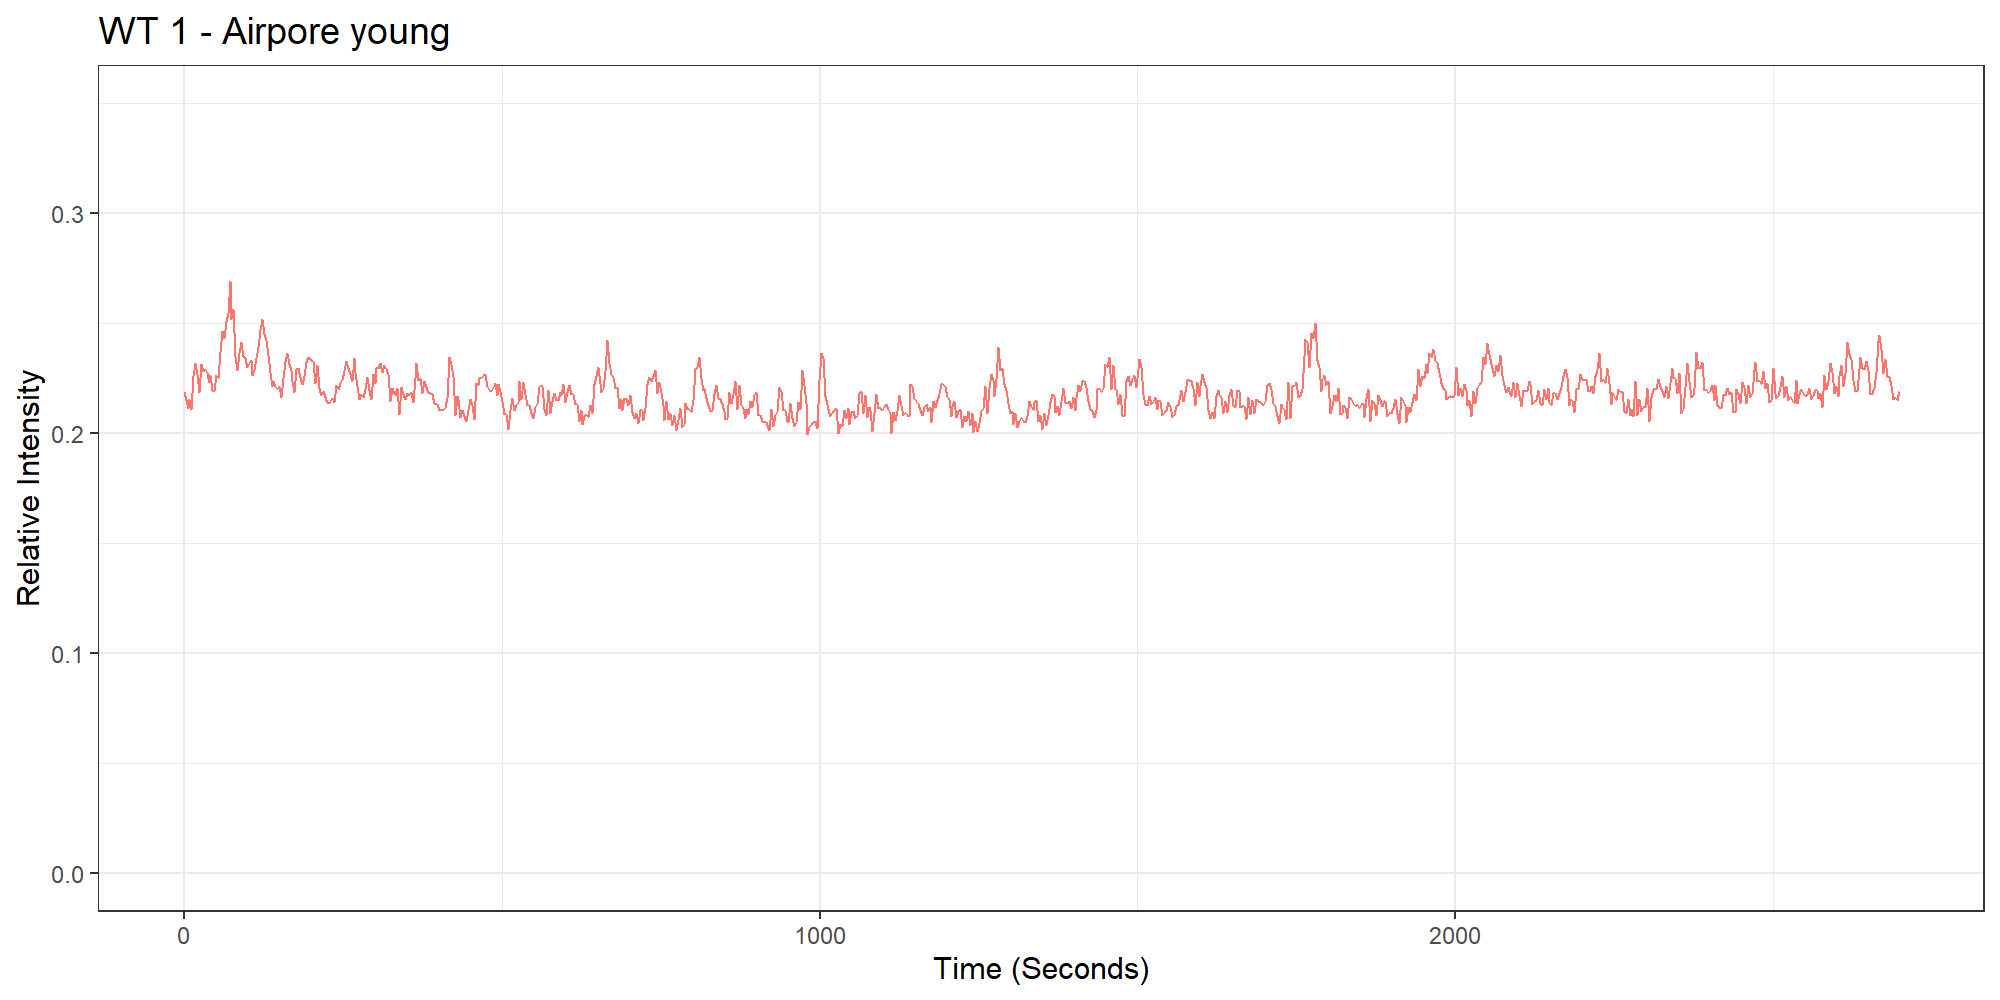 WT 1 - Airpore young
Relative Intensity
0.3
0.2
0.1
0.0
0
1000
2000
Time (Seconds)